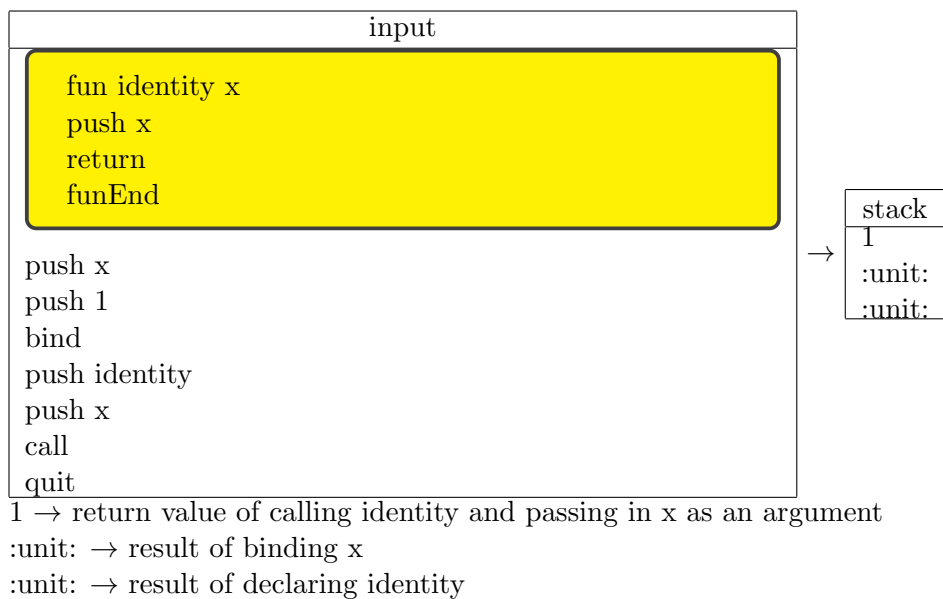 input
fun identity x
push x
return
funEnd
push x
push 1
bind
push identity
push x
call
quit
→
stack
1
:unit:
:unit:
1 → return value of calling identity and passing in x as an argument
:unit: → result of binding x
:unit: → result of declaring identity